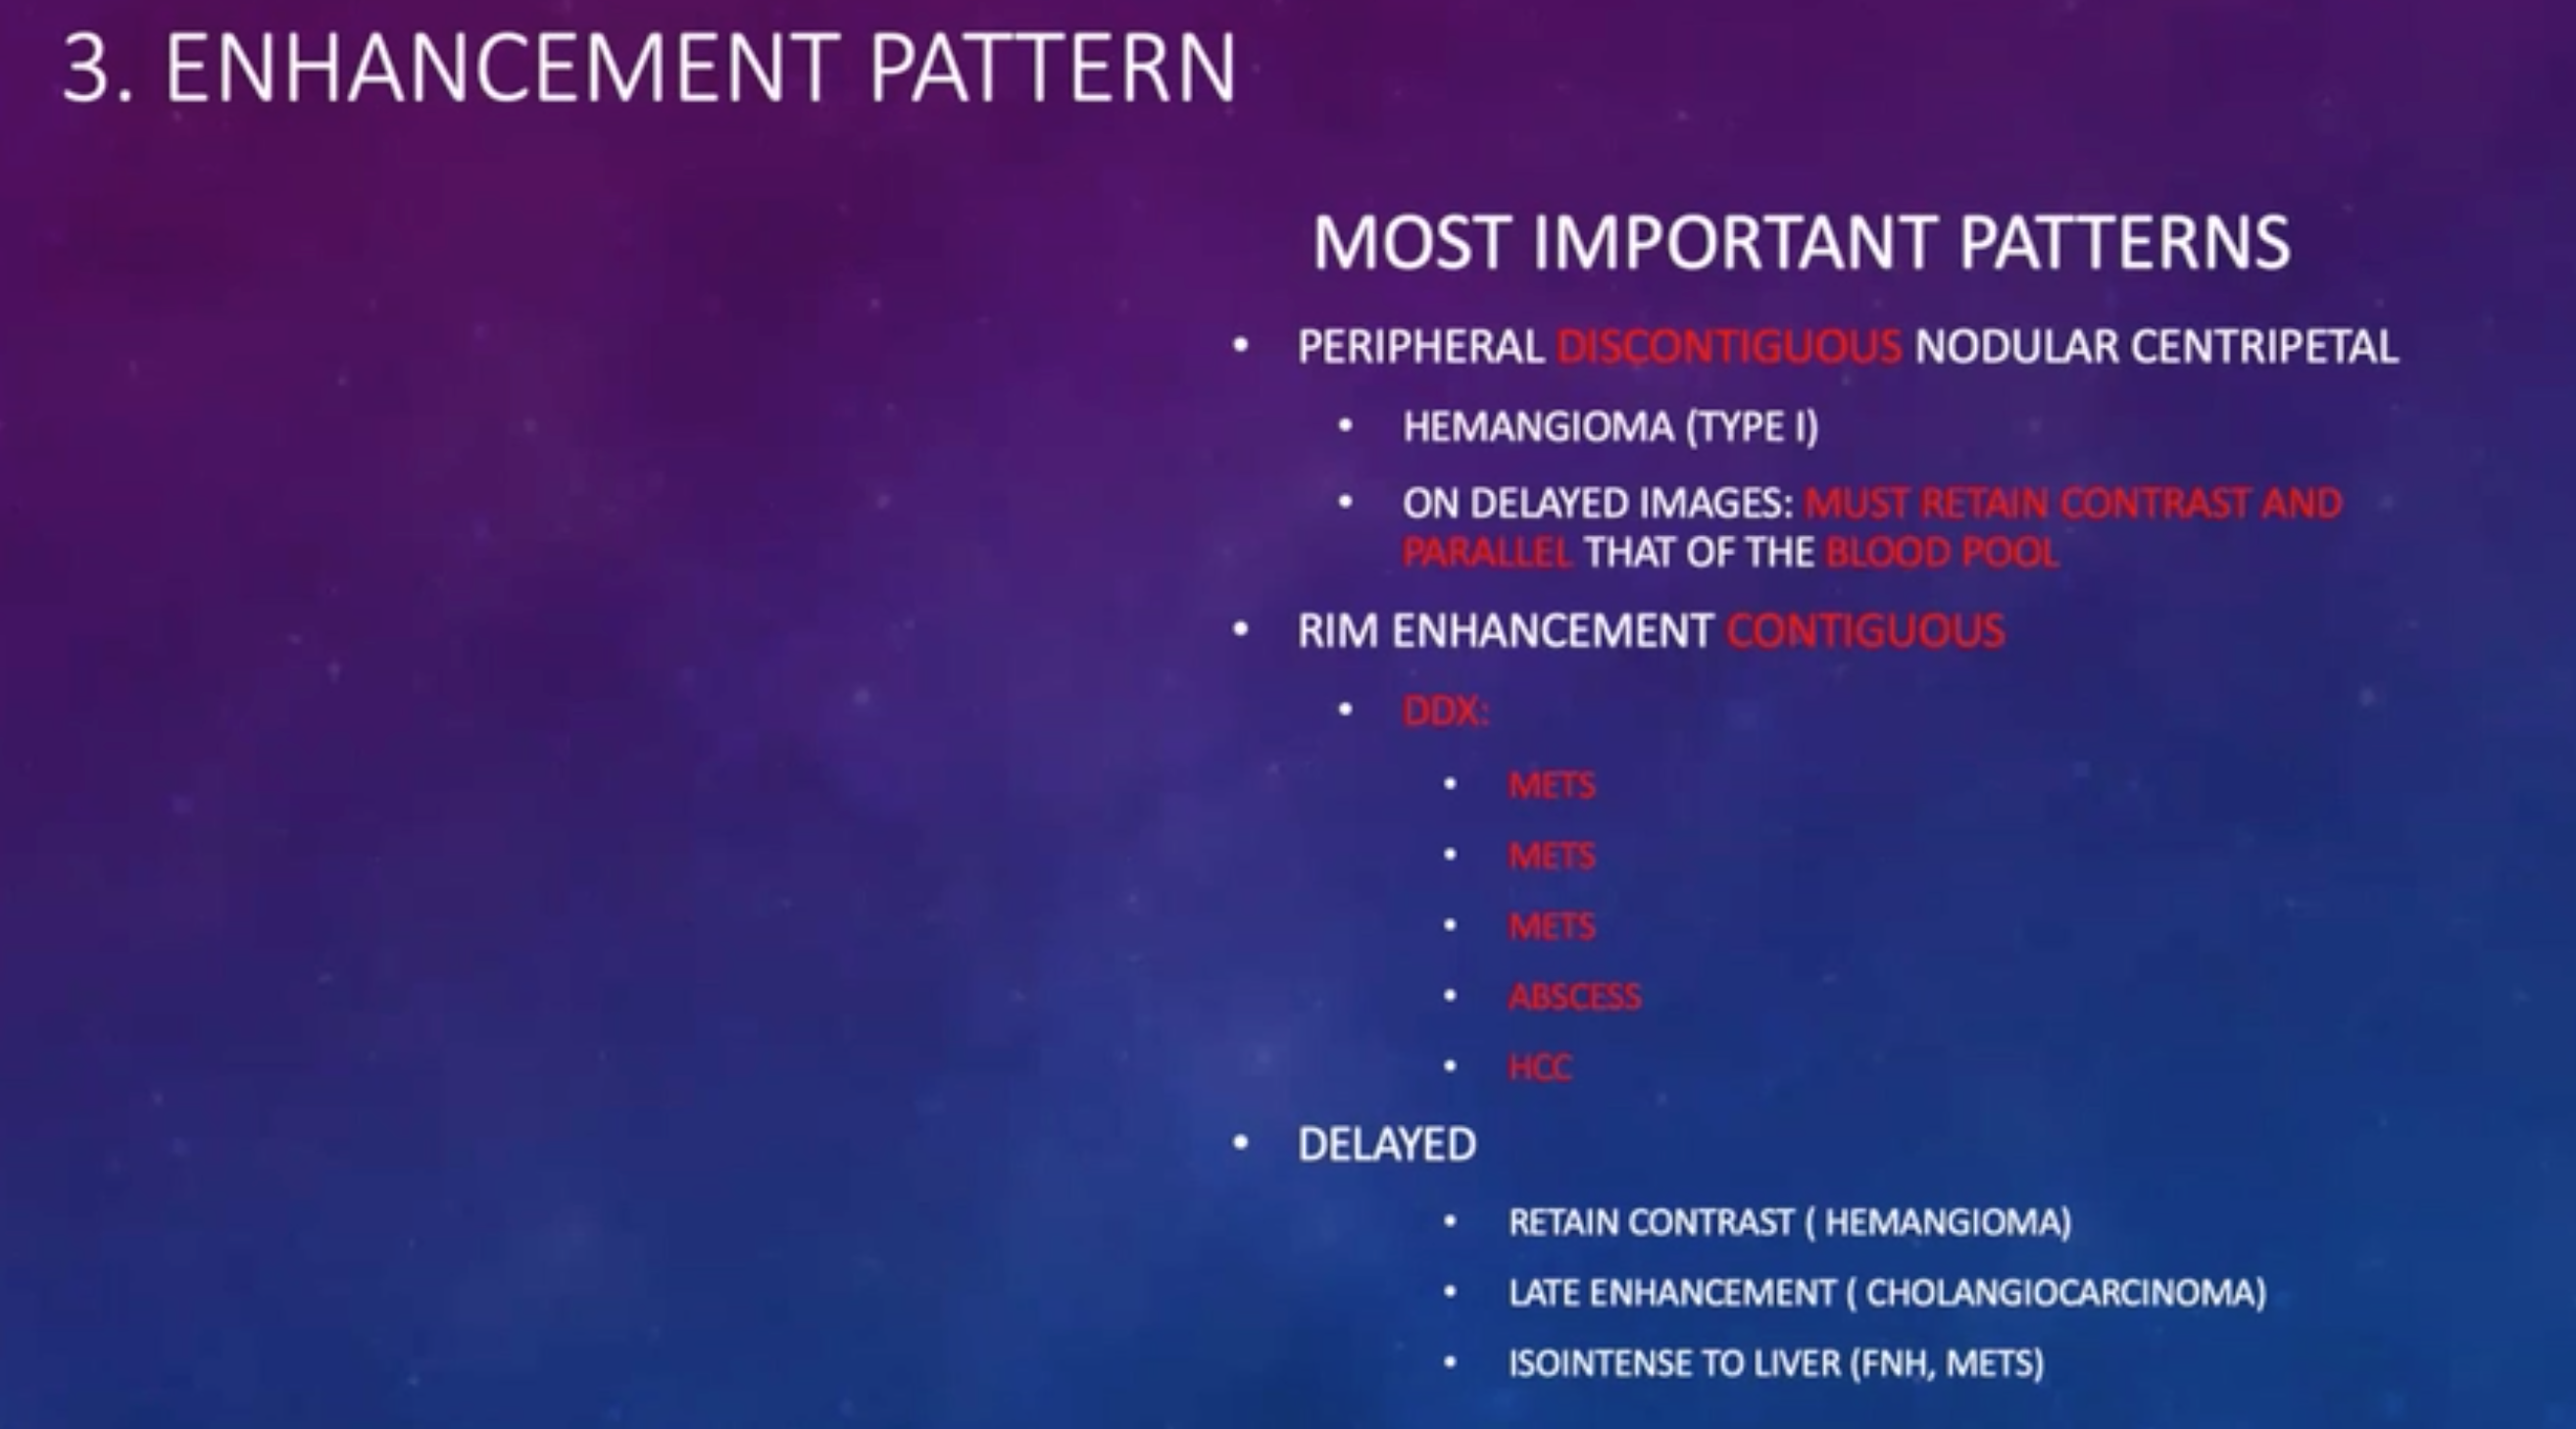 3. ENHANCEMENT PATTERN
MOST IMPORTANT PATTERNS
• PERIPHERAL DISCONTIGUOUS NODULAR CENTRIPETAL
• HEMANGIOMA (TYPE I)
• ON DELAYED IMAGES: MUST RETAIN CONTRAST AND
PARALLEL THAT OF THE BLOOD POOL
• RIM ENHANCEMENT CONTIGUOUS
• DDX:
• METS
• METS
• METS
• ABSCESS
• HCC
• DELAYED
• RETAIN CONTRAST ( HEMANGIOMA)
• LATE ENHANCEMENT ( CHOLANGIOCARCINOMA)
• ISOINTENSE TO LIVER (FNH, METS)